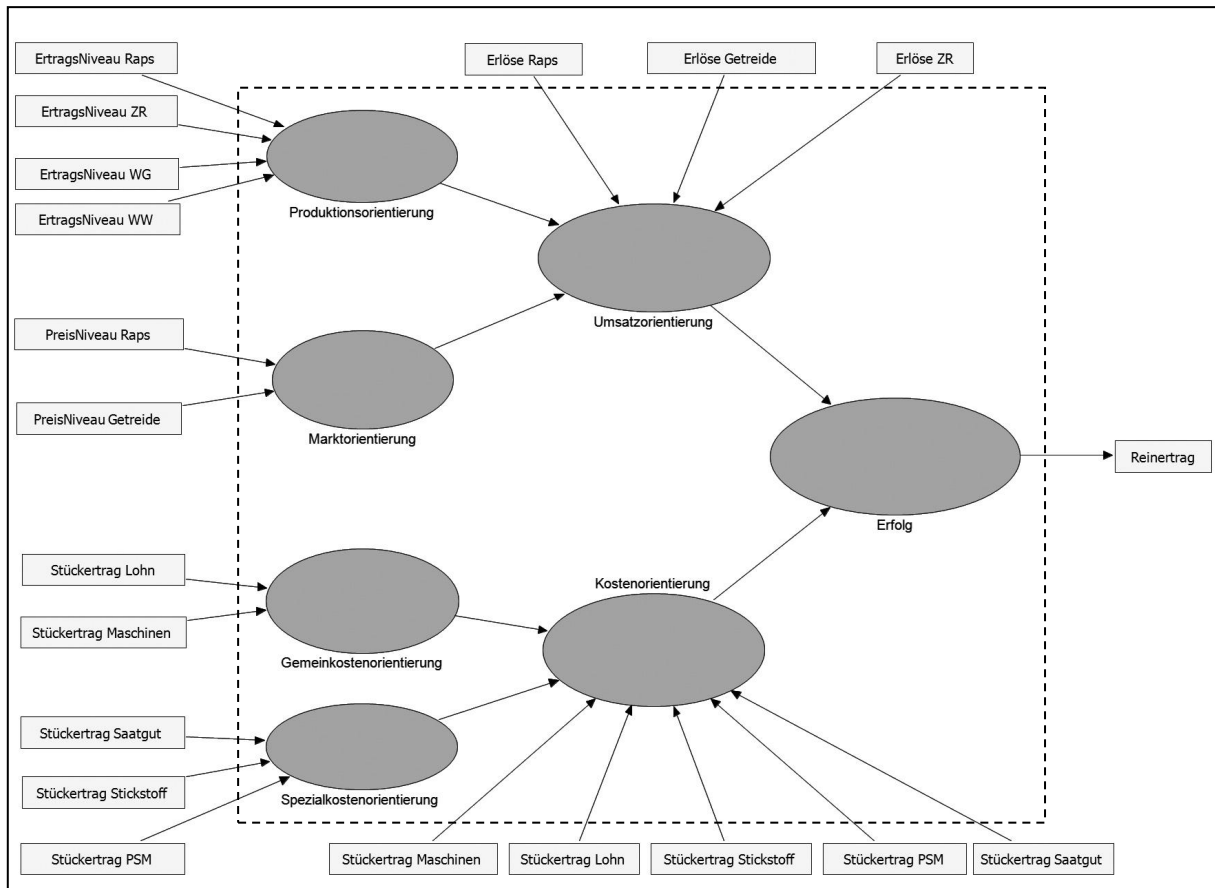 ErtragsNiveau Raps
Erlöse Raps
Erlöse Getreide
Erlöse ZR
ErtragsNiveau ZR
ErtragsNiveau WG
ErtragsNiveau WW
Produktionsorientierung
Umsatzorientierung
PreisNiveau Raps
PreisNiveau Getreide
Marktorientierung
Reinertrag
Erfolg
Stückertrag Lohn
Kostenorientierung
Stückertrag Maschinen
Gemeinkostenorientierung
Stückertrag Saatgut
Stückertrag Stickstoff
Spezialkostenorientierung
Stückertrag PSM
Stückertrag Maschinen
Stückertrag Lohn
Stückertrag Stickstoff
Stückertrag PSM
Stückertrag Saatgut